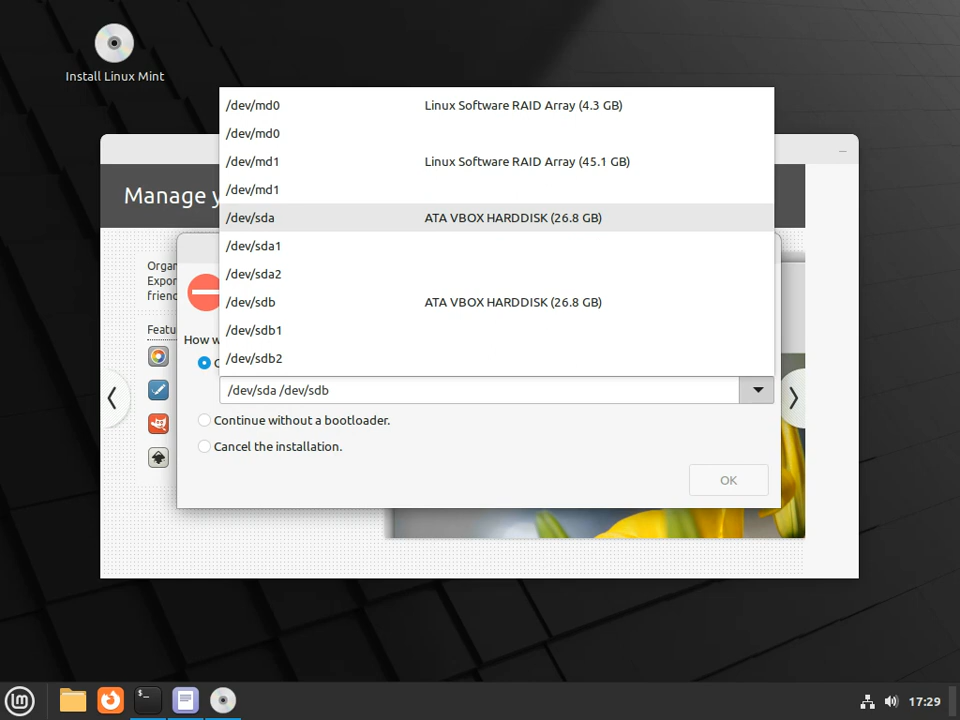 Install Linux Mint
/dev/md0 Linux Software RAID Array (4.3 GB)
/dev/md0
/dev/md1 Linux Software RAID Array (45.1 GB)
/dev/md1
Manage y
/dev/sda ATA VBOX HARDDISK (26.8 GB)
/dev/sda1
/dev/sda2
/dev/sdb ATA VBOX HARDDISK (26.8 GB)
/dev/sdb1
/dev/sdb2
Organ
Expor
friend
Featu
How w
C
/dev/sda /dev/sdb
Continue without a bootloader.
Cancel the installation.
OK
17:29